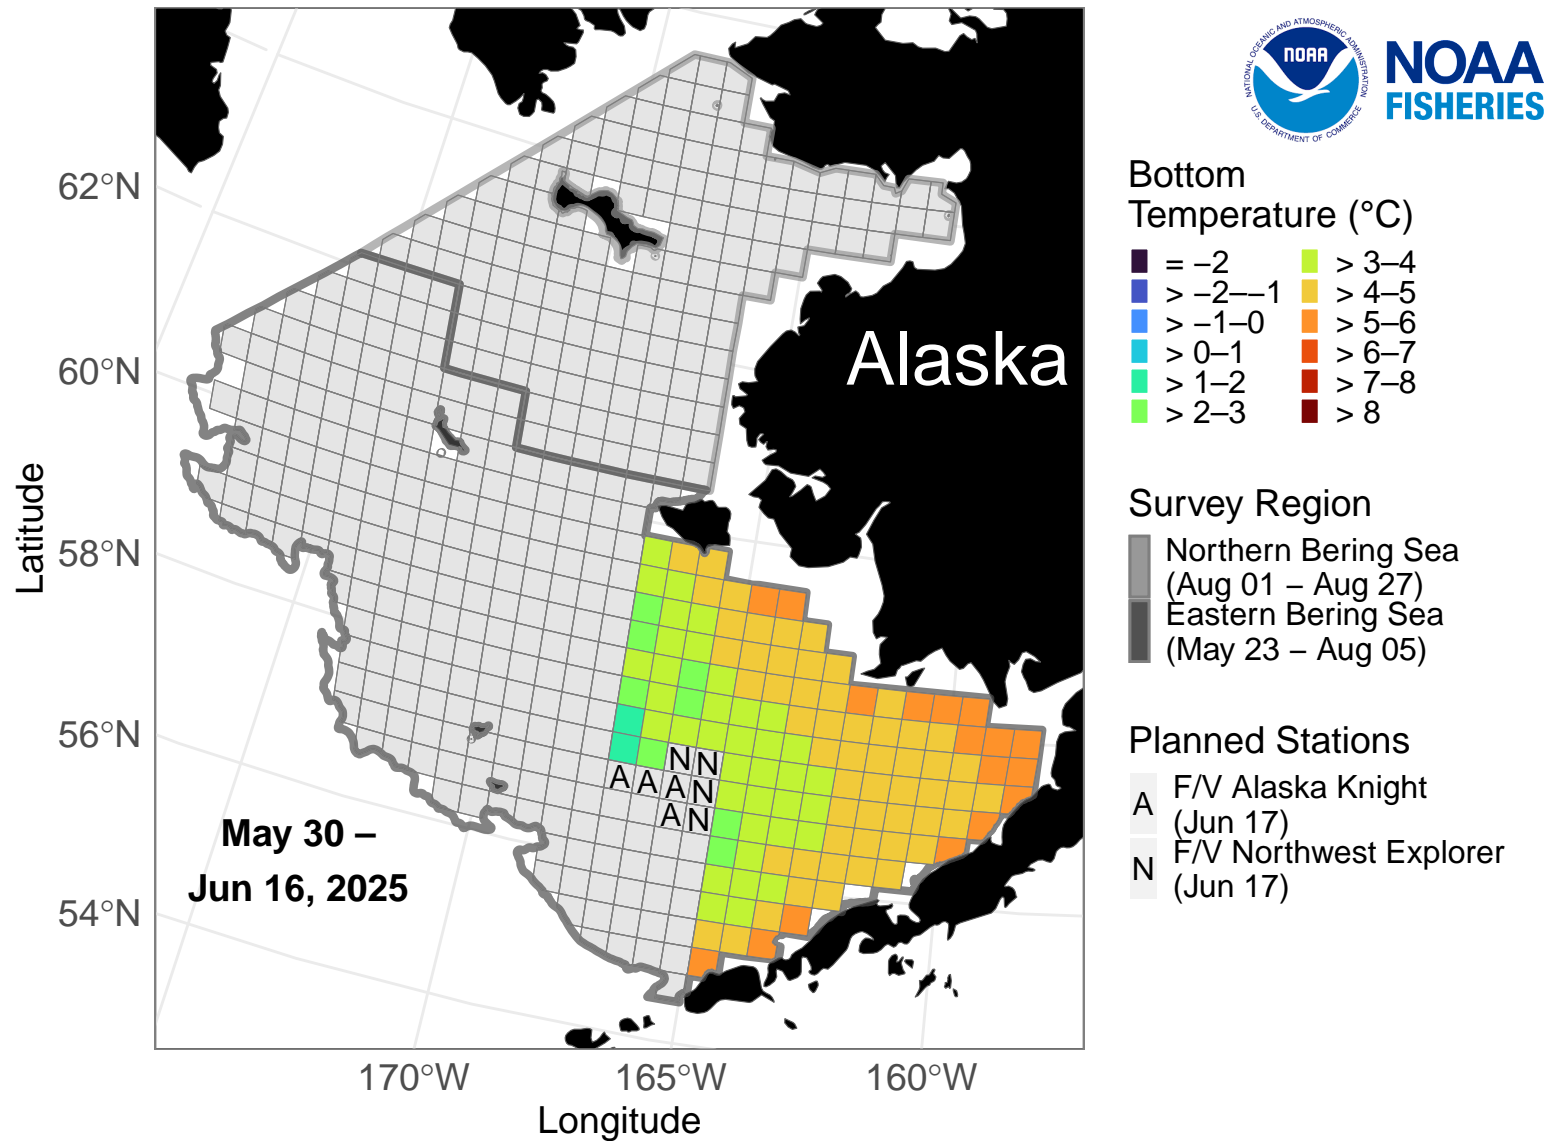 NATIONAL OCEANIC AND ATMOSPHERIC ADMINISTRATION
U.S. DEPARTMENT OF COMMERCE
NOAA
NOAA
FISHERIES
Bottom
Temperature (°C)
= −2
> −2−−1
> −1−0
> 0−1
> 1−2
> 2−3
> 3−4
> 4−5
> 5−6
> 6−7
> 7−8
> 8
Survey Region
Northern Bering Sea
(Aug 01 − Aug 27)
Eastern Bering Sea
(May 23 − Aug 05)
Planned Stations
A F/V Alaska Knight
(Jun 17)
N F/V Northwest Explorer
(Jun 17)
Alaska
N N
A A A N
A N
May 30 −
Jun 16, 2025
62°N
60°N
58°N
56°N
54°N
Latitude
170°W 165°W 160°W
Longitude